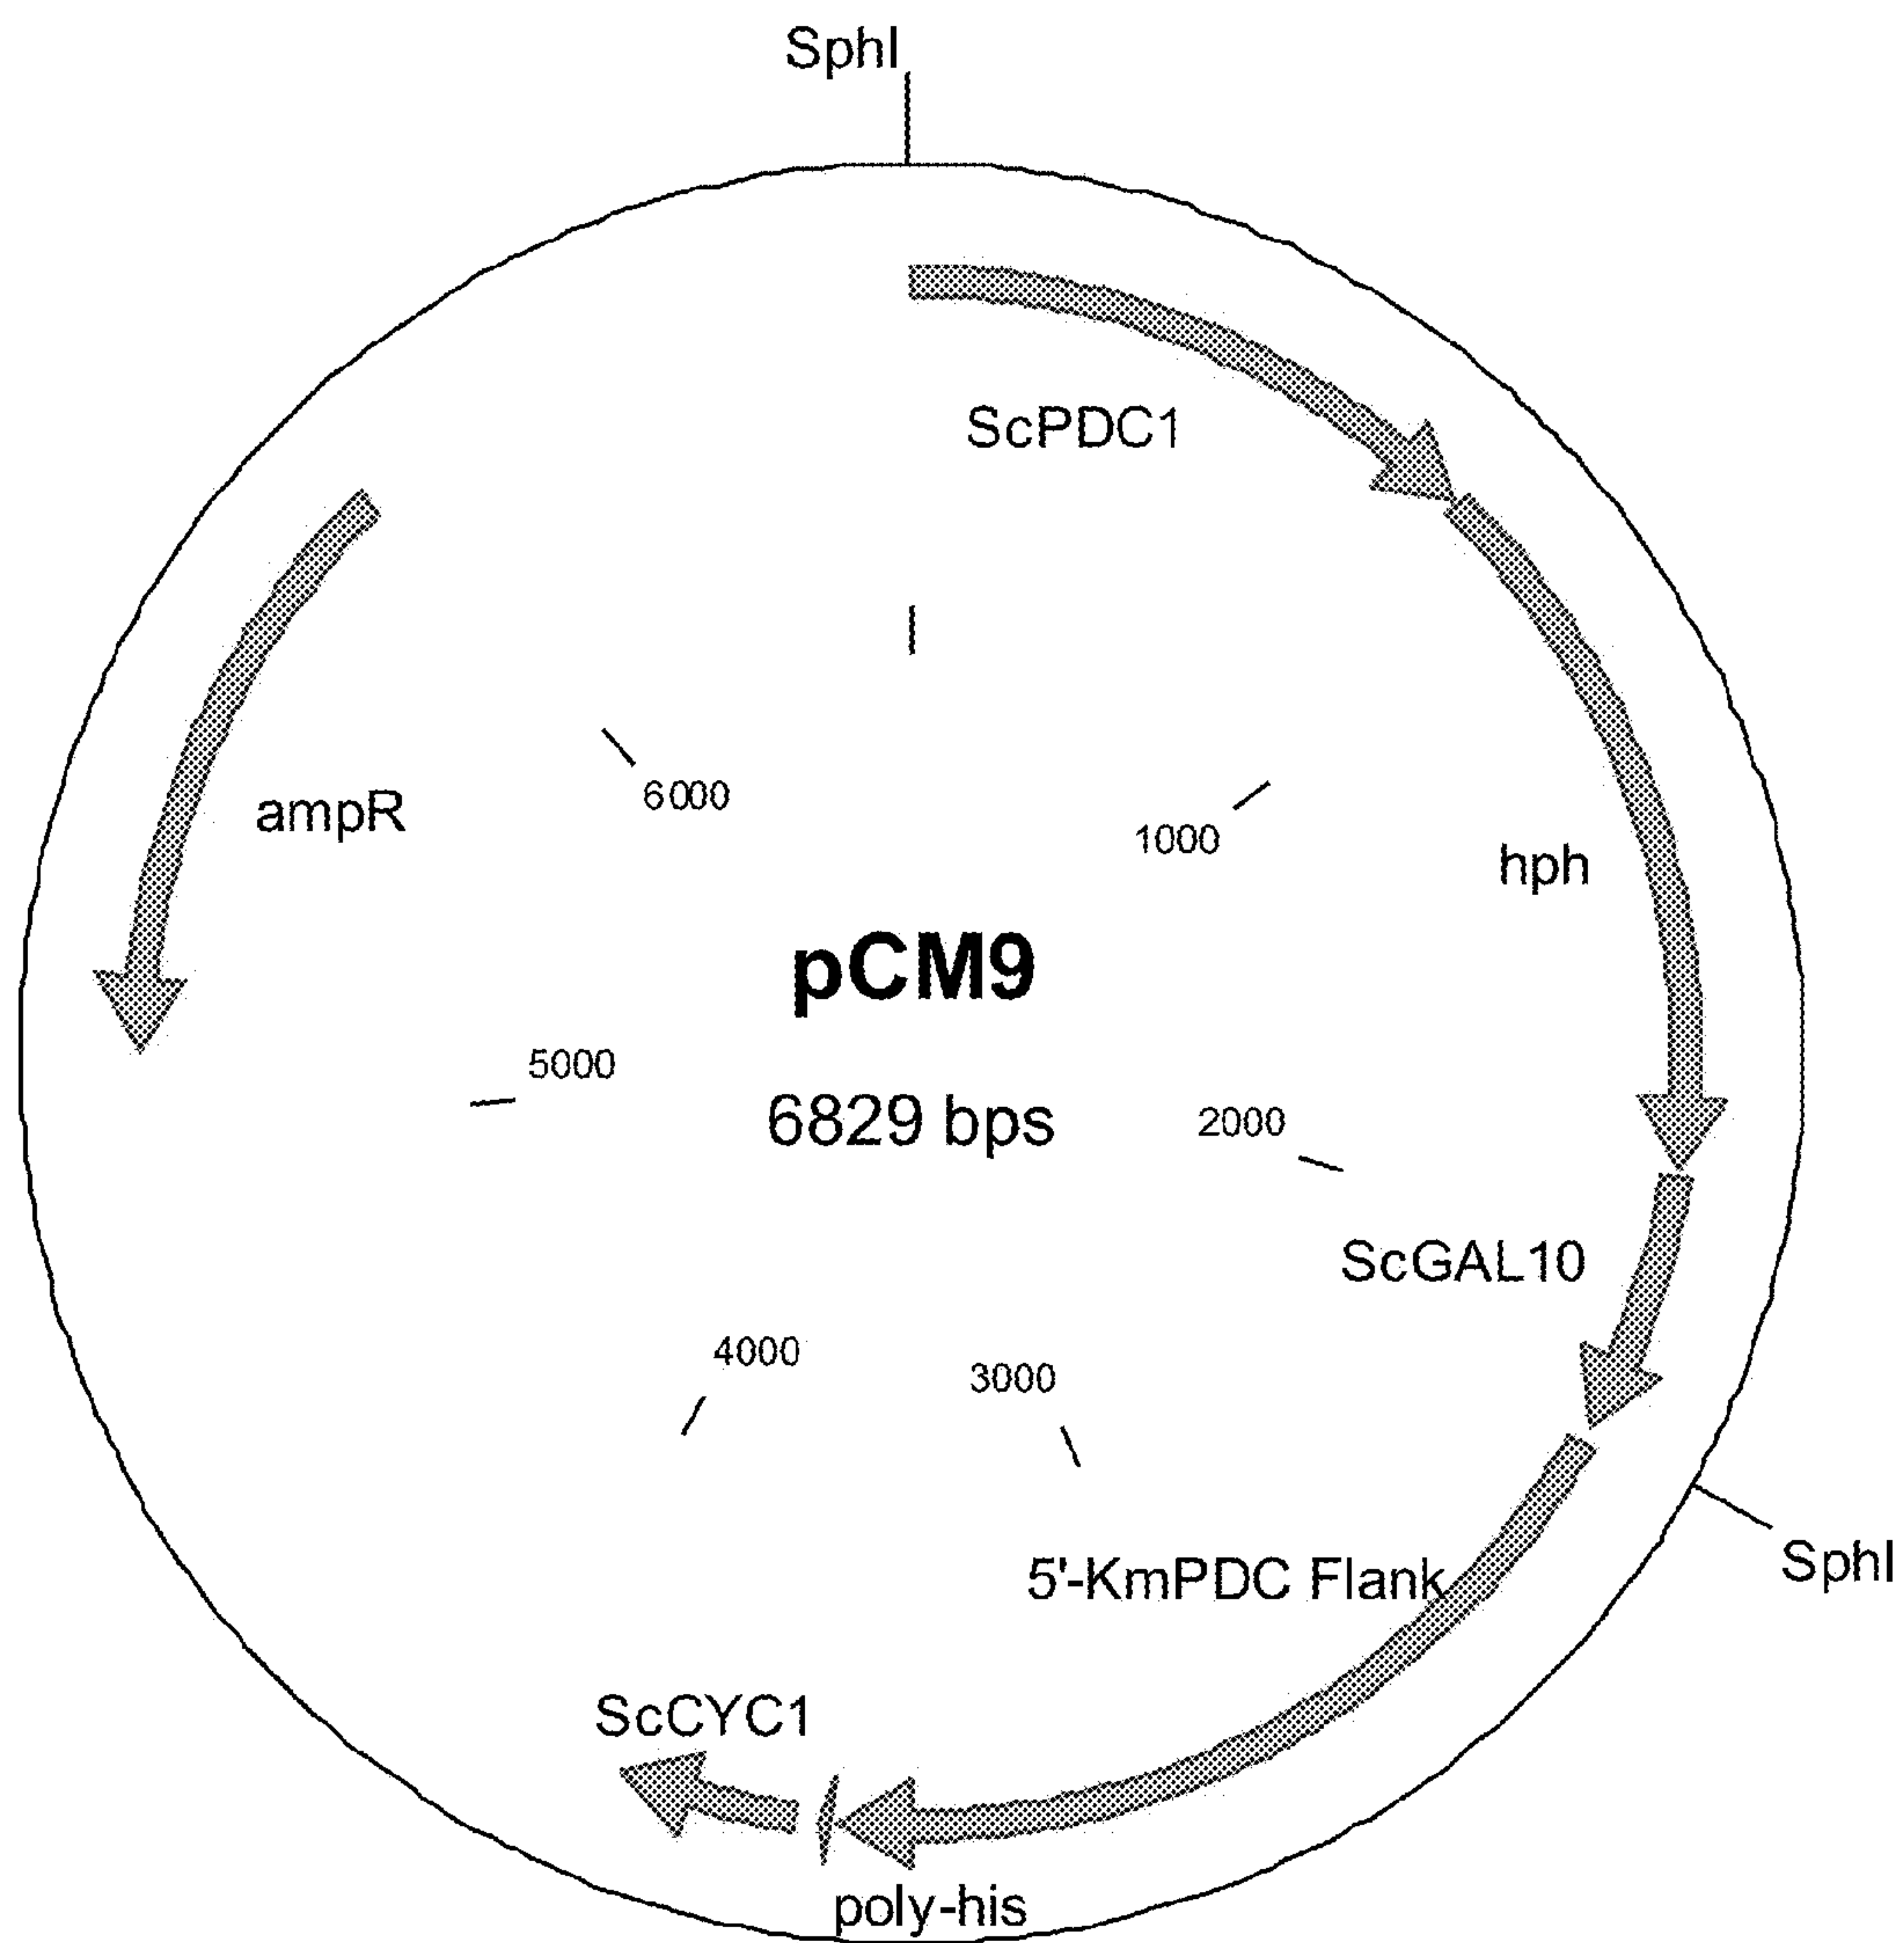 SphI
ScPDC1
ampR
6000
1000
hph
pCM9
5000
6829 bps
2000
ScGAL10
4000
3000
5'-KmPDC Flank
SphI
ScCYC1
poly-his